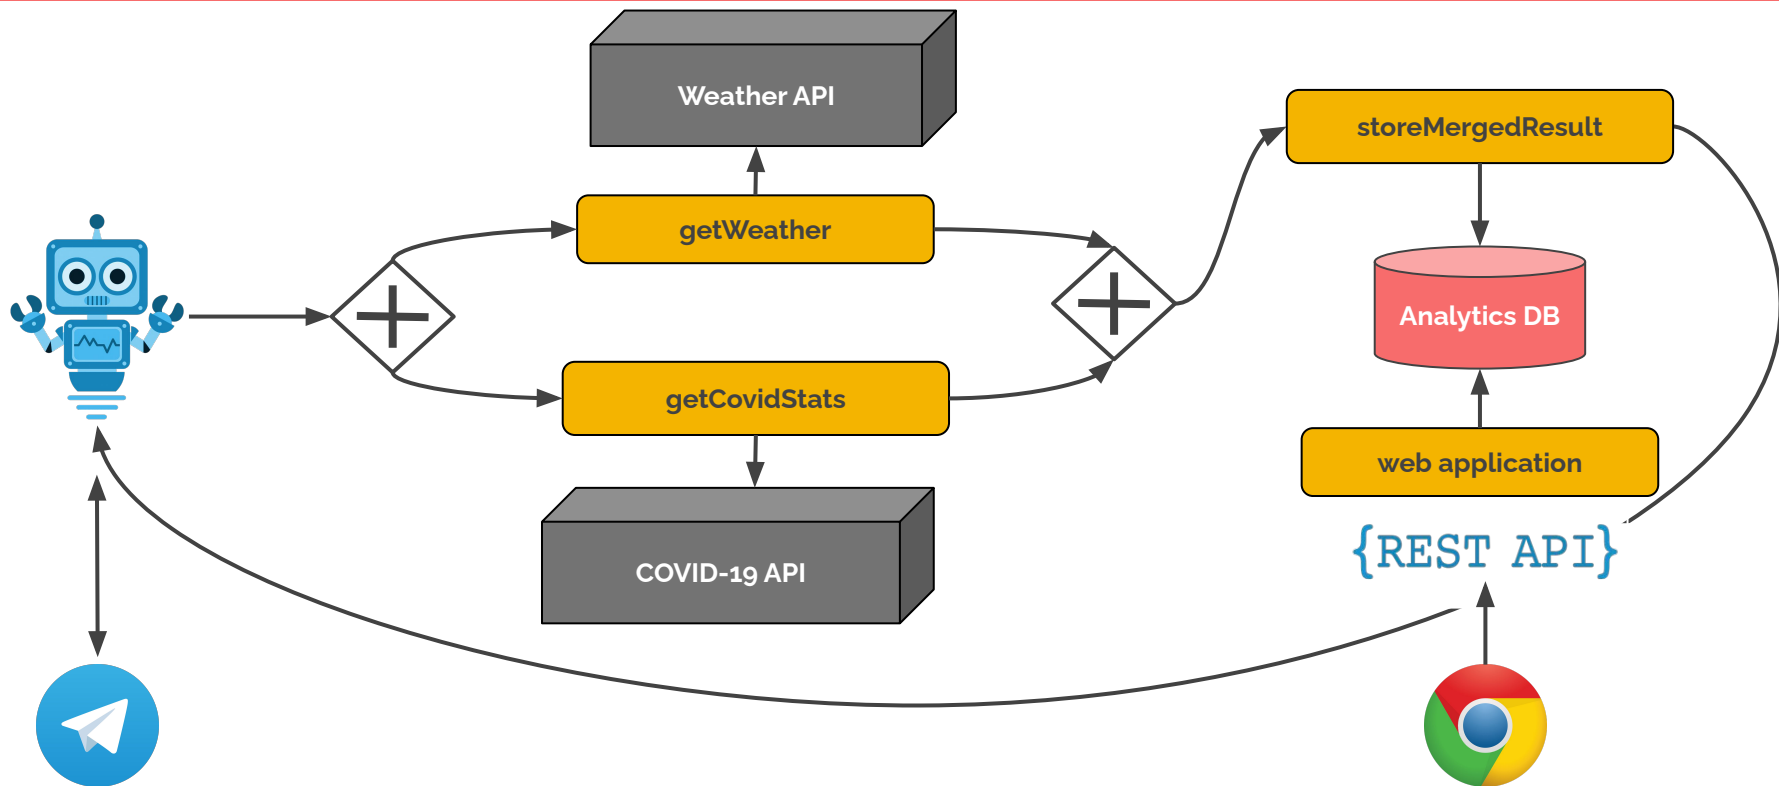 Weather API
storeMergedResult
getWeather
Analytics DB
getCovidStats
web application
{REST API}
COVID-19 API